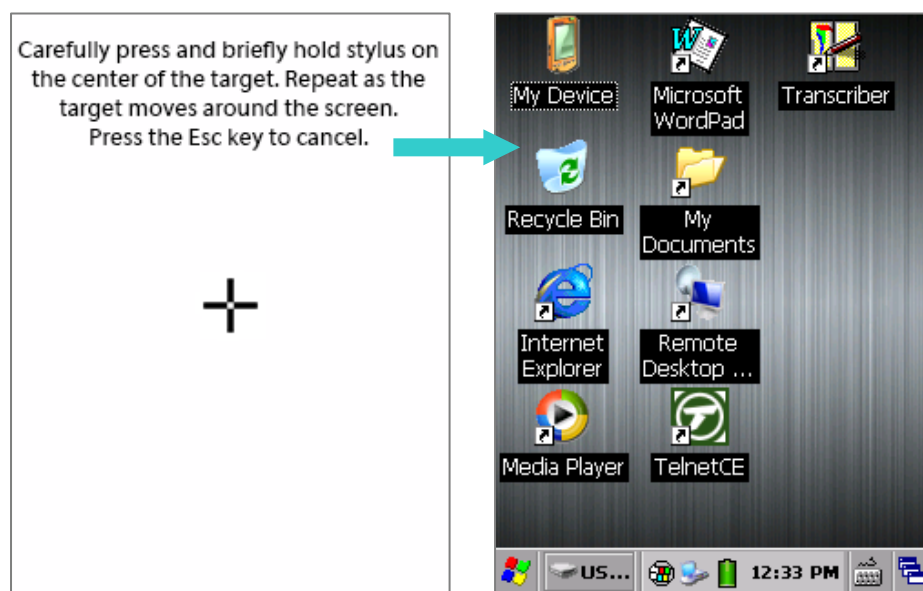 Carefully press and briefly hold stylus on
the center of the target. Repeat as the
target moves around the screen.
Press the Esc key to cancel.
My Device
Microsoft
WordPad
Transcriber
Recycle Bin
My
Documents
Internet
Explorer
Remote
Desktop ...
Media Player
TelnetCE
US...
12:33 PM